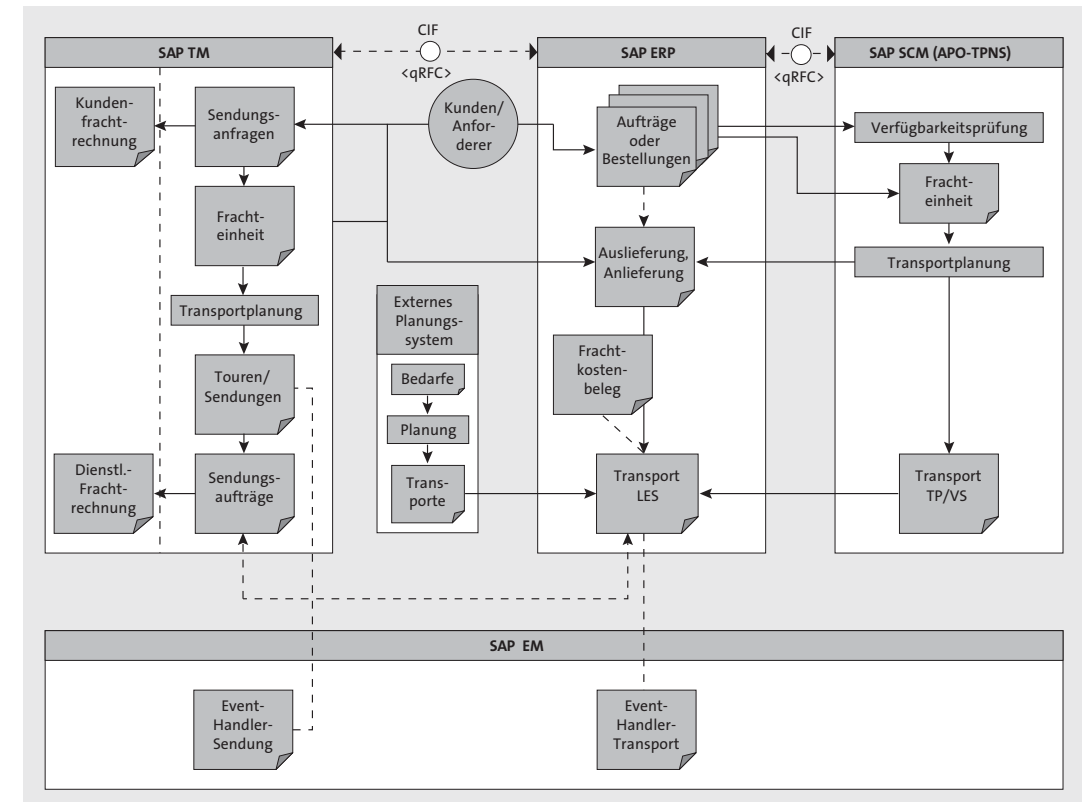 CIF
<qRFC>
CIF
<qRFC>
SAP TM
Kunden-
fracht-
rechnung
Sendungs-
anfragen
Fracht-
einheit
Transportplanung
Touren/
Sendungen
Dienstl.-
Fracht-
rechnung
Sendungs-
aufträge
Kunden/
Anfor-
derer
Externes
Planungs-
system
Bedarfe
Planung
Trans-
porte
SAP ERP
Aufträge
oder
Bestellungen
Auslieferung,
Anlieferung
Fracht-
kosten-
beleg
Transport
LES
SAP SCM (APO-TPNS)
Verfügbarkeitsprüfung
Fracht-
einheit
Transportplanung
Transport
TP/VS
SAP EM
Event-
Handler-
Sendung
Event-
Handler-
Transport